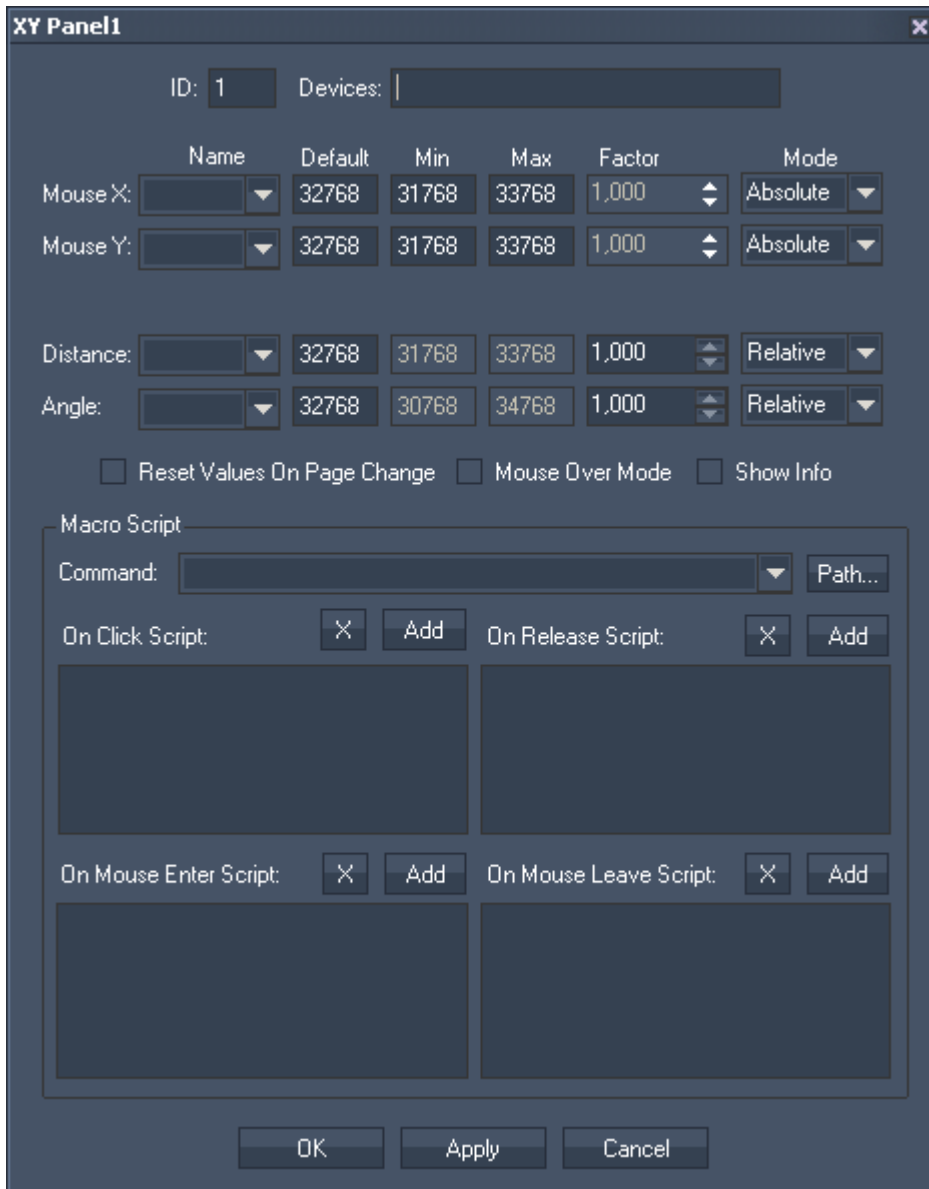 XY Panel1
ID: 1 Devices:
Name Default Min Max Factor Mode
Mouse X: 32768 31768 33768 1,000 Absolute
Mouse Y: 32768 31768 33768 1,000 Absolute
Distance: 32768 31768 33768 1,000 Relative
Angle: 32768 30768 34768 1,000 Relative
Reset Values On Page Change Mouse Over Mode Show Info
Macro Script
Command: Path...
On Click Script: X Add On Release Script: X Add
On Mouse Enter Script: X Add On Mouse Leave Script: X Add
OK Apply Cancel